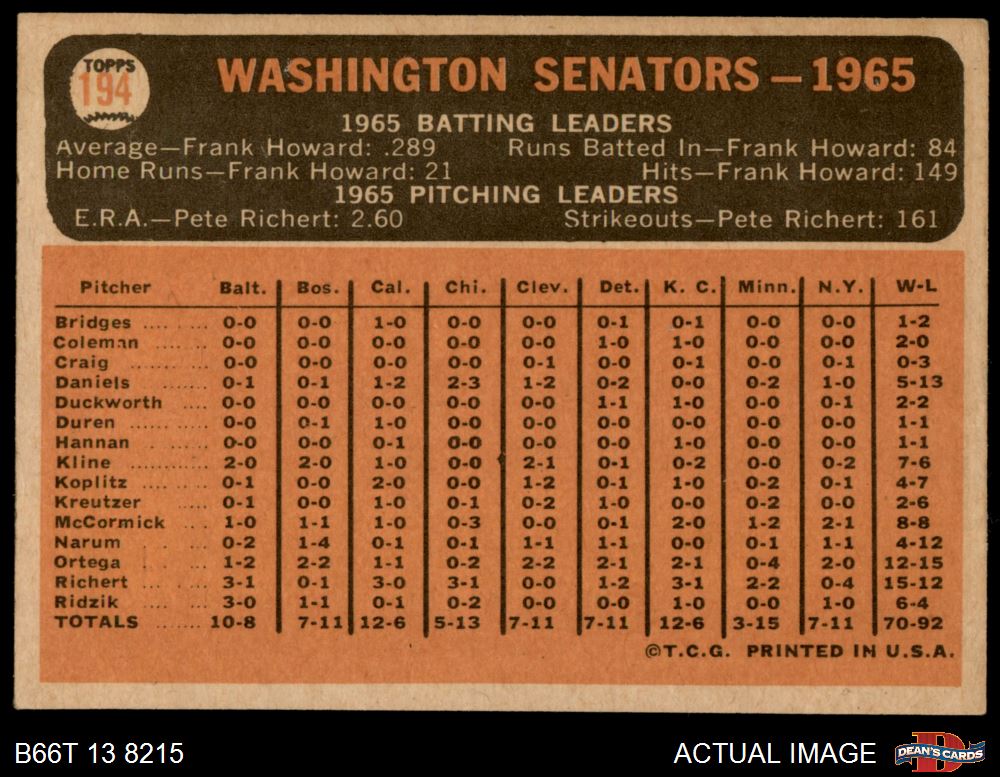 TOPPS
194
WASHINGTON SENATORS — 1965
1965 BATTING LEADERS
Average—Frank Howard: .289 Runs Batted In—Frank Howard: 84
Home Runs—Frank Howard: 21 Hits—Frank Howard: 149
1965 PITCHING LEADERS
E.R.A.—Pete Richert: 2.60 Strikeouts—Pete Richert: 161
Pitcher Balt. Bos. Cal. Chi. Clev. Det. K. C. Minn. N.Y. W-L
Bridges 0-0 0-0 1-0 0-0 0-0 0-1 0-1 0-0 0-0 1-2
Coleman 0-0 0-0 0-0 0-0 0-0 1-0 1-0 0-0 0-0 2-0
Craig 0-0 0-0 0-0 0-0 0-1 0-0 0-1 0-0 0-1 0-3
Daniels 0-1 0-1 1-2 2-3 1-2 0-2 0-0 0-2 1-0 5-13
Duckworth 0-0 0-0 0-0 0-0 0-0 1-1 1-0 0-0 0-1 2-2
Duren 0-0 0-1 1-0 0-0 0-0 0-0 0-0 0-0 0-0 1-1
Hannan 0-0 0-0 0-1 0-0 0-0 0-0 1-0 0-0 0-0 1-1
Kline 2-0 2-0 1-0 0-0 2-1 0-1 0-2 0-0 0-2 7-6
Koplitz 0-1 0-0 2-0 0-0 1-2 0-1 1-0 0-2 0-1 4-7
Kreutzer 0-1 0-0 1-0 0-1 0-2 1-0 0-0 0-2 0-0 2-6
McCormick 1-0 1-1 1-0 0-3 0-0 0-1 2-0 1-2 2-1 8-8
Narum 0-2 1-4 0-1 0-1 1-1 1-1 0-0 0-1 1-1 4-12
Ortega 1-2 2-2 1-1 0-2 2-2 2-1 2-1 0-4 2-0 12-15
Richert 3-1 0-1 3-0 3-1 0-0 1-2 3-1 2-2 0-4 15-12
Ridzik 3-0 1-1 0-1 0-2 0-0 0-0 1-0 0-0 1-0 6-4
TOTALS 10-8 7-11 12-6 5-13 7-11 7-11 12-6 3-15 7-11 70-92
©T.C.G. PRINTED IN U.S.A.
B66T 13 8215 ACTUAL IMAGE DEAN'S CARDS